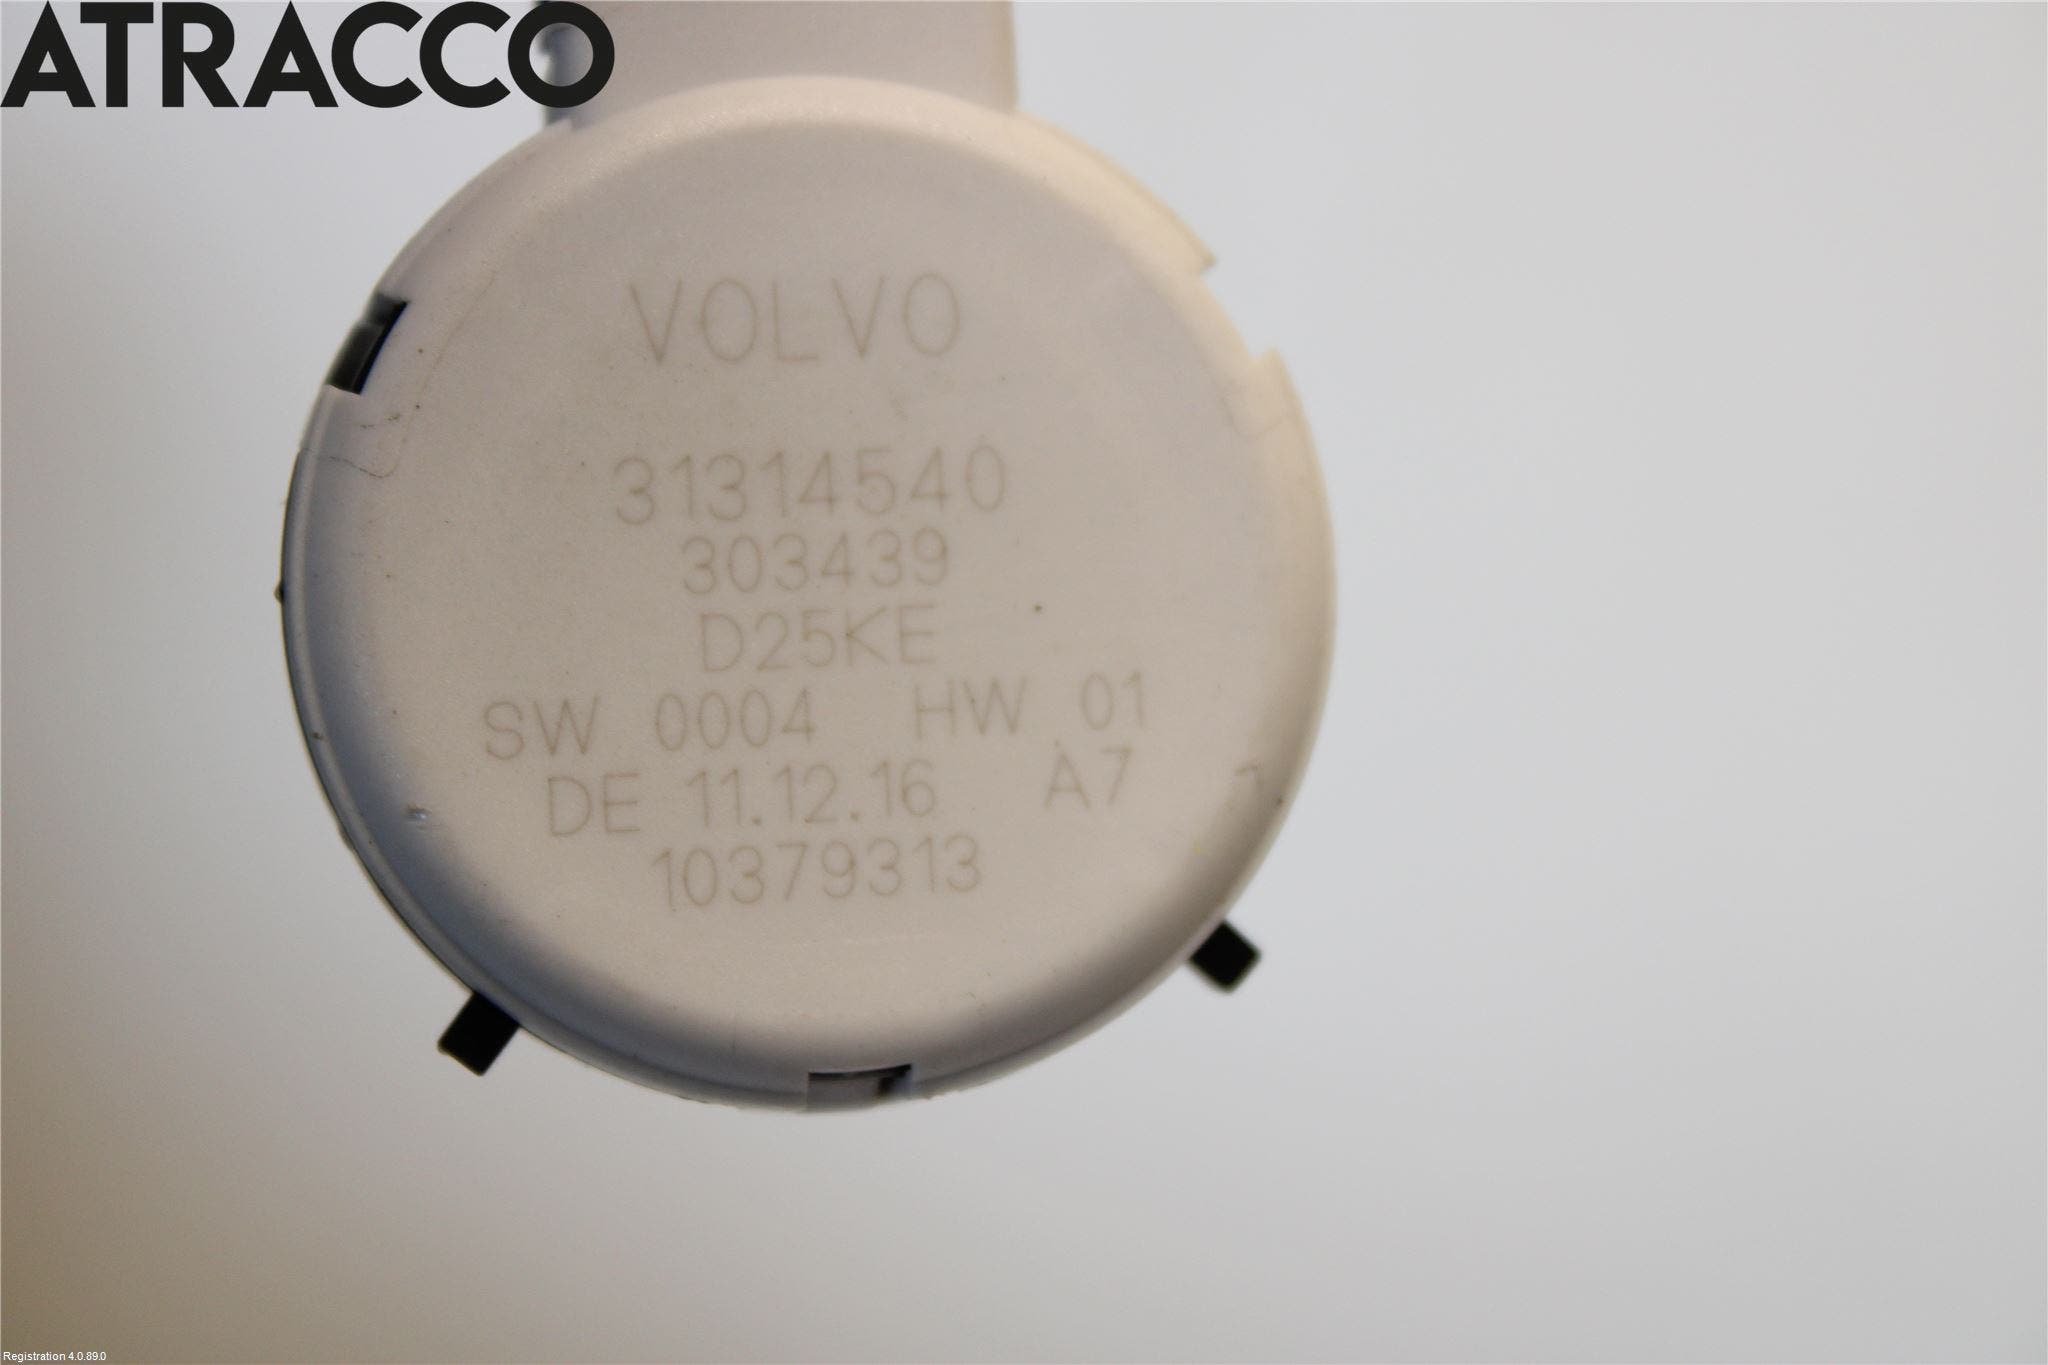 ATRACCO
VOLVO
31314540
303439
D25KE
SW 0004 HW 01
DE 11.12.16 A7
10379313
Registration 4.0.89.0